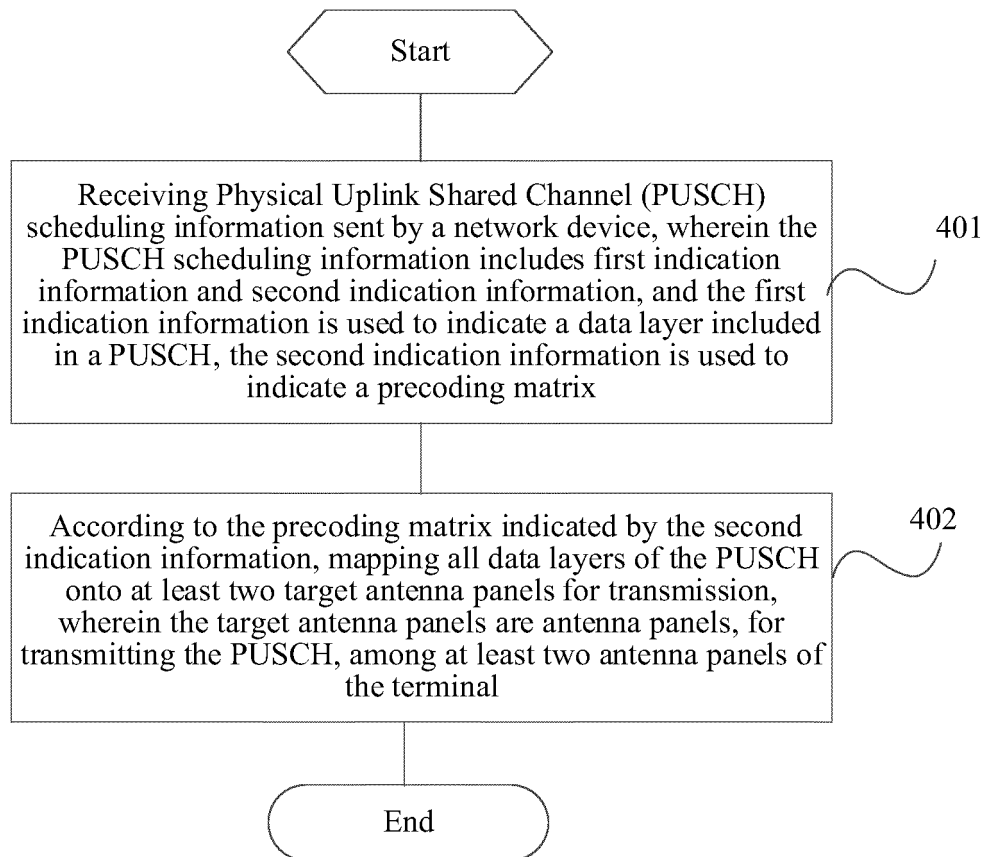 Start
Receiving Physical Uplink Shared Channel (PUSCH)
scheduling information sent by a network device, wherein the
PUSCH scheduling information includes first indication
information and second indication information, and the first
indication information is used to indicate a data layer included
in a PUSCH, the second indication information is used to
indicate a precoding matrix
401
According to the precoding matrix indicated by the second
indication information, mapping all data layers of the PUSCH
onto at least two target antenna panels for transmission,
wherein the target antenna panels are antenna panels, for
transmitting the PUSCH, among at least two antenna panels of
the terminal
402
End